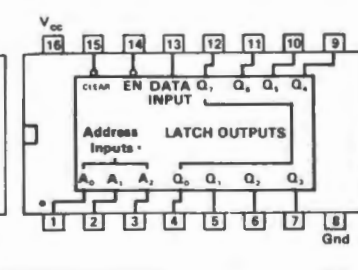 Vcc
16 15 14 13 12 11 10 9
CLEAR EN DATA Q7 Q6 Q5 Q4
INPUT
Address LATCH OUTPUTS
Inputs
A0 A1 A2 Q0 Q1 Q2 Q3
1 2 3 4 5 6 7 8
Gnd